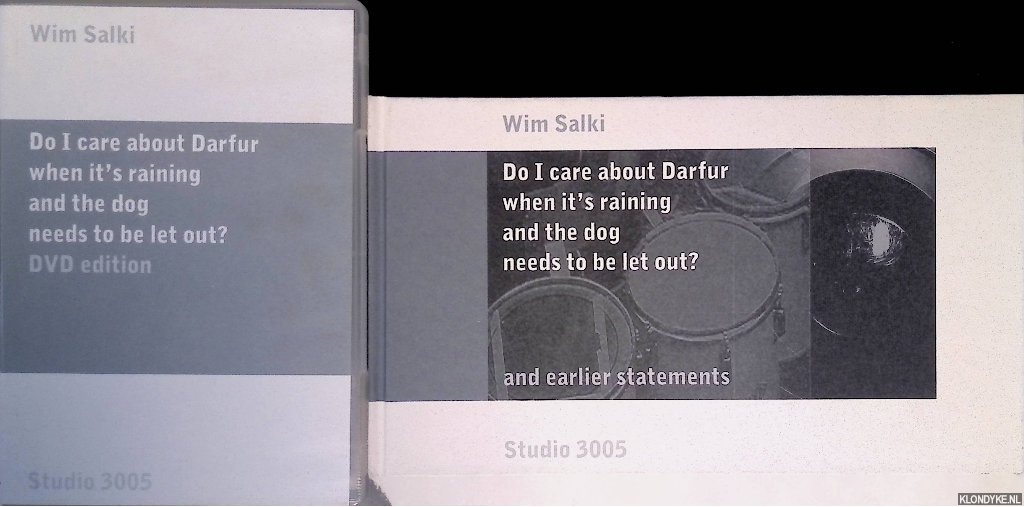 Wim Salki
Do I care about Darfur
when it's raining
and the dog
needs to be let out?
DVD edition
Studio 3005
Wim Salki
Do I care about Darfur
when it's raining
and the dog
needs to be let out?
and earlier statements
Studio 3005
KLONDYKE.NL